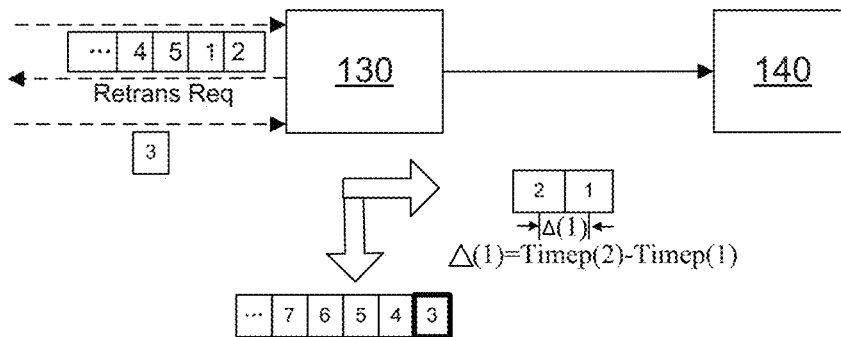 ... 4 5 1 2
130
140
Retrans Req
3
2 1
Δ(1)
△(1)=Timep(2)-Timep(1)
... 7 6 5 4 3